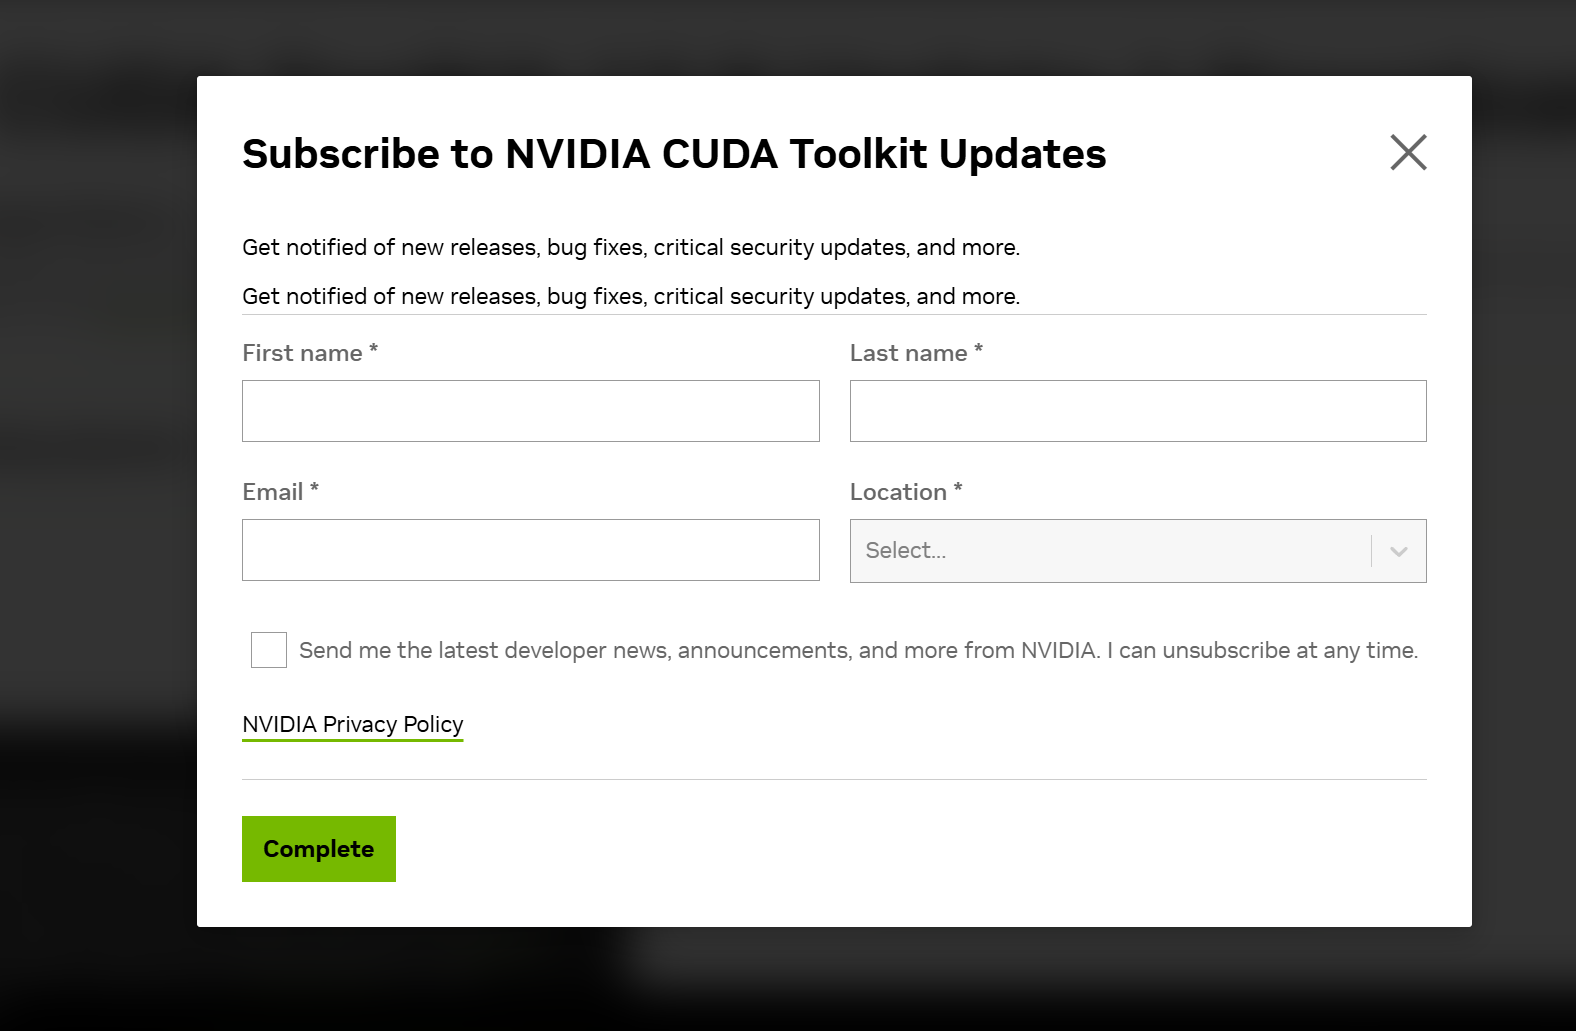 Subscribe to NVIDIA CUDA Toolkit Updates
Get notified of new releases, bug fixes, critical security updates, and more.
Get notified of new releases, bug fixes, critical security updates, and more.
First name *
Last name *
Email *
Location *
Select...
Send me the latest developer news, announcements, and more from NVIDIA. I can unsubscribe at any time.
NVIDIA Privacy Policy
Complete